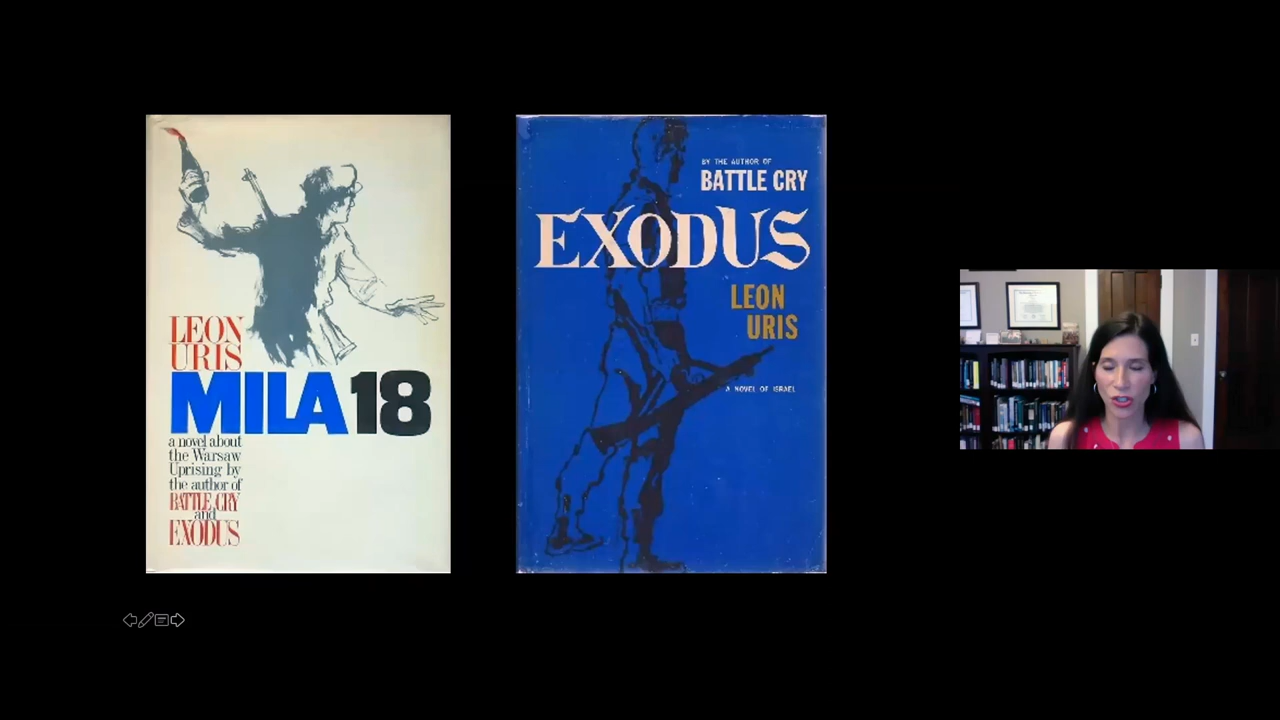 LEON
URIS
MILA 18
a novel about
the Warsaw
Uprising by
the author of
BATTLE CRY
and
EXODUS
BY THE AUTHOR OF
BATTLE CRY
EXODUS
LEON
URIS
A NOVEL OF ISRAEL